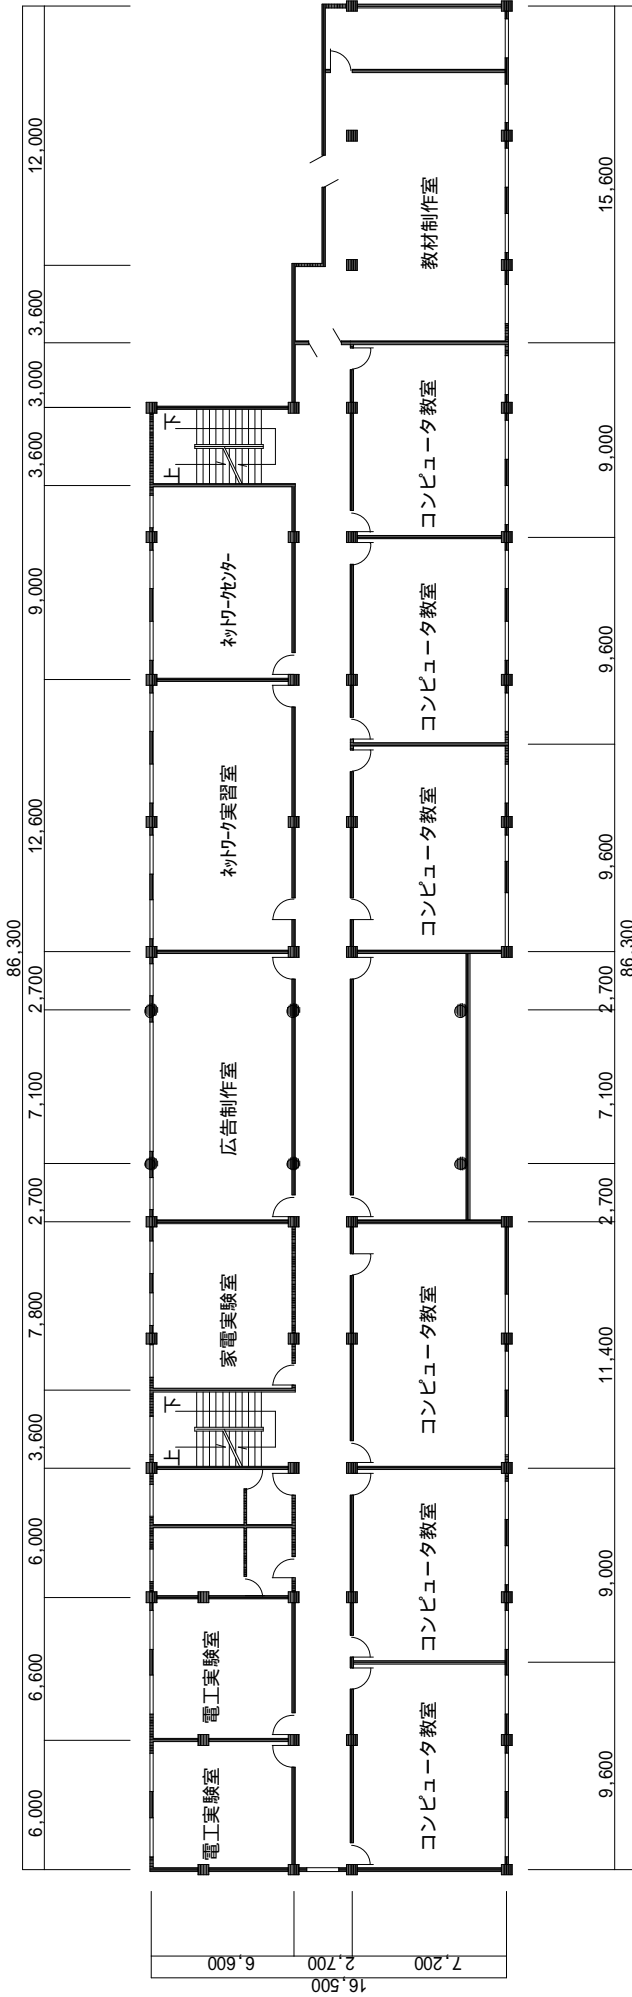 86,300
12,000
3,600
3,000
3,600
9,000
12,600
2,700
7,100
2,700
7,800
3,600
6,000
6,600
6,000
下
上
ネットワークセンター
ネットワーク実習室
広告制作室
家電実験室
下
上
電工実験室
電工実験室
教材制作室
コンピュータ教室
コンピュータ教室
コンピュータ教室
コンピュータ教室
コンピュータ教室
コンピュータ教室
15,600
9,000
9,600
9,600
2,700
7,100
2,700
11,400
9,000
9,600
86,300
6,600
2,700
7,200
16,500